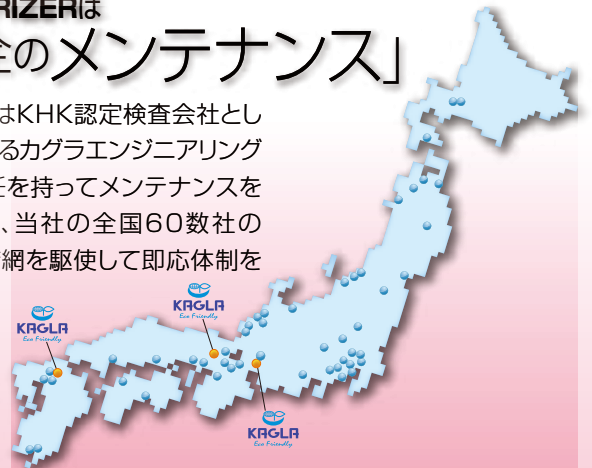 RIZERは
全のメンテナンス」
はKHK認定検査会社とし
るカグラエンジニアリング
を持ってメンテナンスを
、当社の全国60数社の
網を駆使して即応体制を
KAGLA
Eco Friendly
KAGLA
Eco Friendly
KAGLA
Eco Friendly